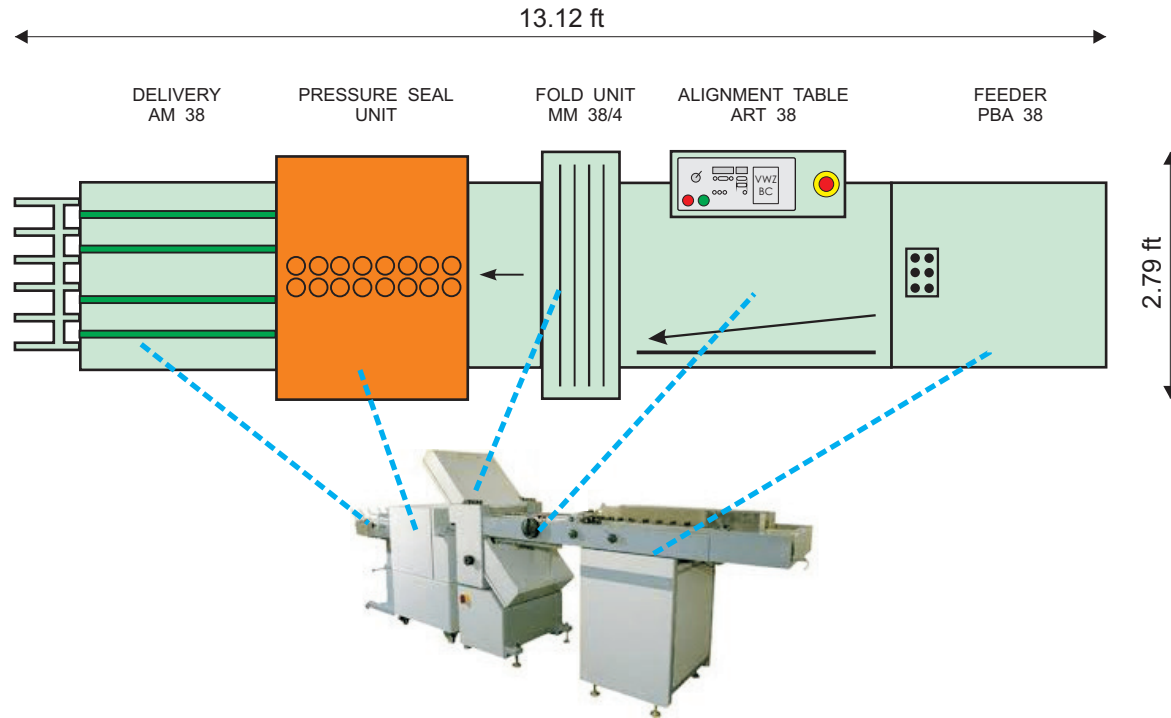 13.12 ft
DELIVERY
AM 38
PRESSURE SEAL
UNIT
FOLD UNIT
MM 38/4
ALIGNMENT TABLE
ART 38
FEEDER
PBA 38
VWZ
BC
2.79 ft